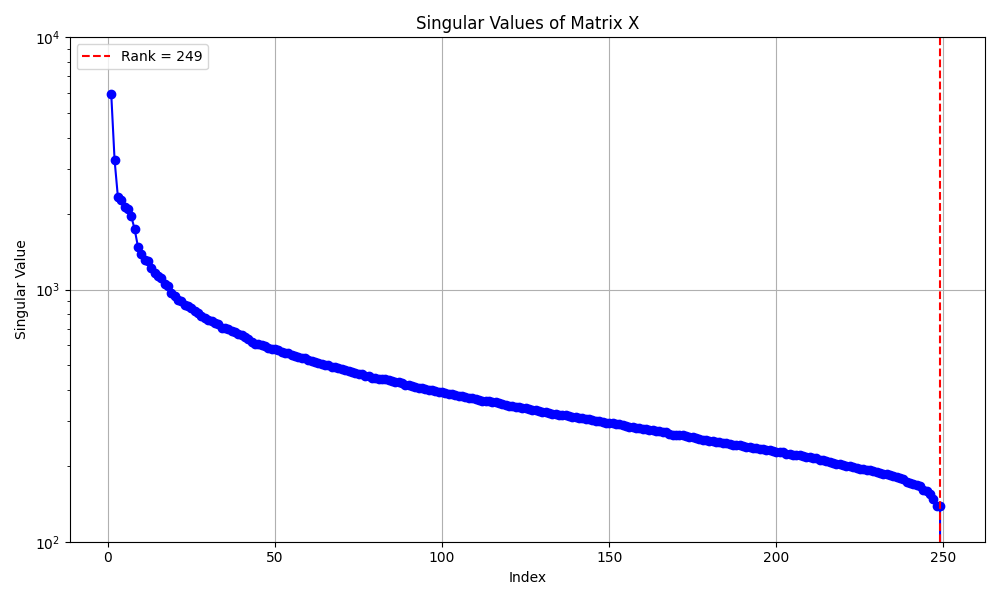 Singular Values of Matrix X
Rank = 249
10^4
10^3
10^2
Singular Value
0 50 100 150 200 250
Index